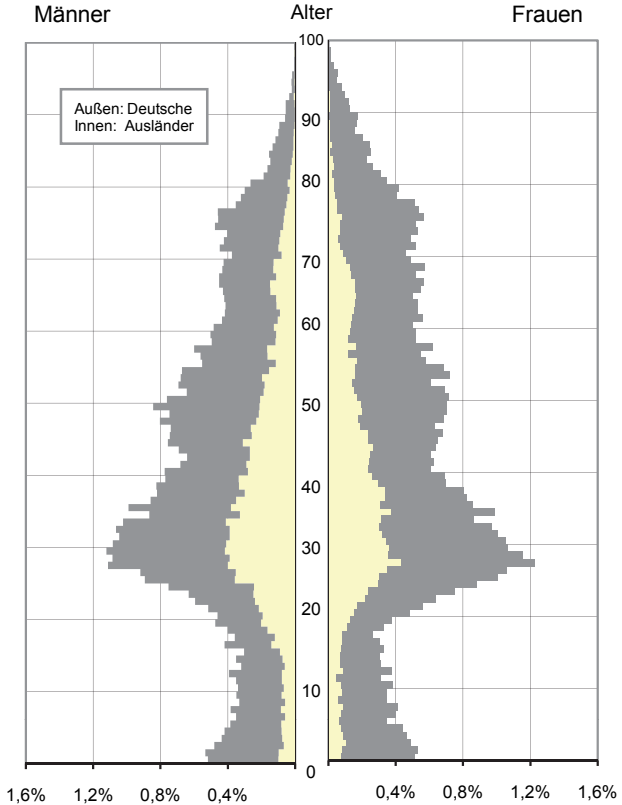 Männer Alter Frauen
100
Außen: Deutsche
Innen: Ausländer
90
80
70
60
50
40
30
20
10
0
1,6% 1,2% 0,8% 0,4% 0,4% 0,8% 1,2% 1,6%